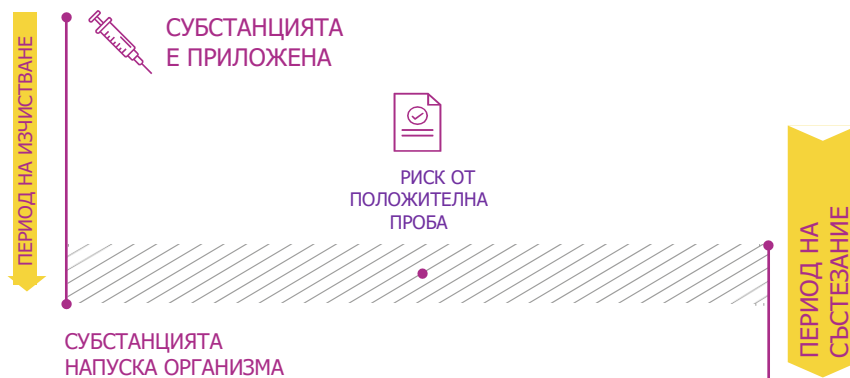 ПЕРИОД НА ИЗЧИСТВАНЕ
СУБСТАНЦИЯТА
Е ПРИЛОЖЕНА
РИСК ОТ
ПОЛОЖИТЕЛНА
ПРОБА
ПЕРИОД НА
СЪСТЕЗАНИЕ
СУБСТАНЦИЯТА
НАПУСКА ОРГАНИЗМА